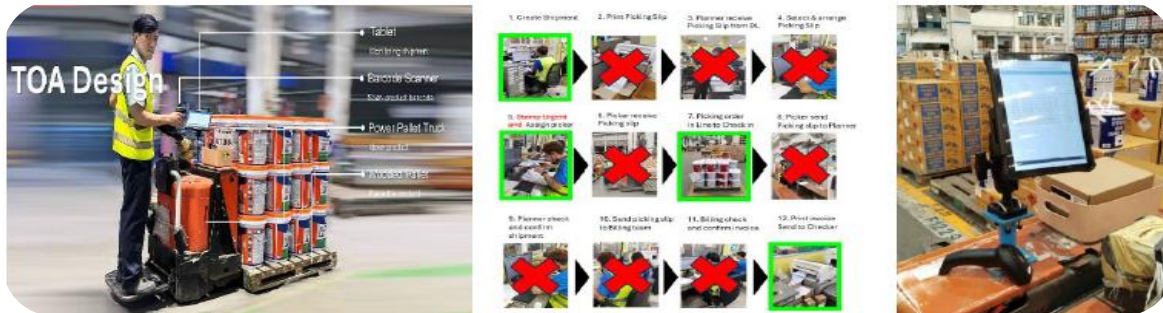 TOA Design
Tablet
Barcode Scanner
Power Pallet Truck
1. Create Shipment
2. Print Picking Slip
3. Planner receive
Picking Slip from DL
4. Select & arrange
Picking Slip
and Assign picker
6. Picker receive
Picking slip
7. Picking order
in Line to Check in
8. Picker send
Picking slip to Planner
9. Planner check
and confirm
shipment
10. Send picking slip
to Billing team
11. Billing check
and confirm invoice
12. Print invoice
Send to Checker